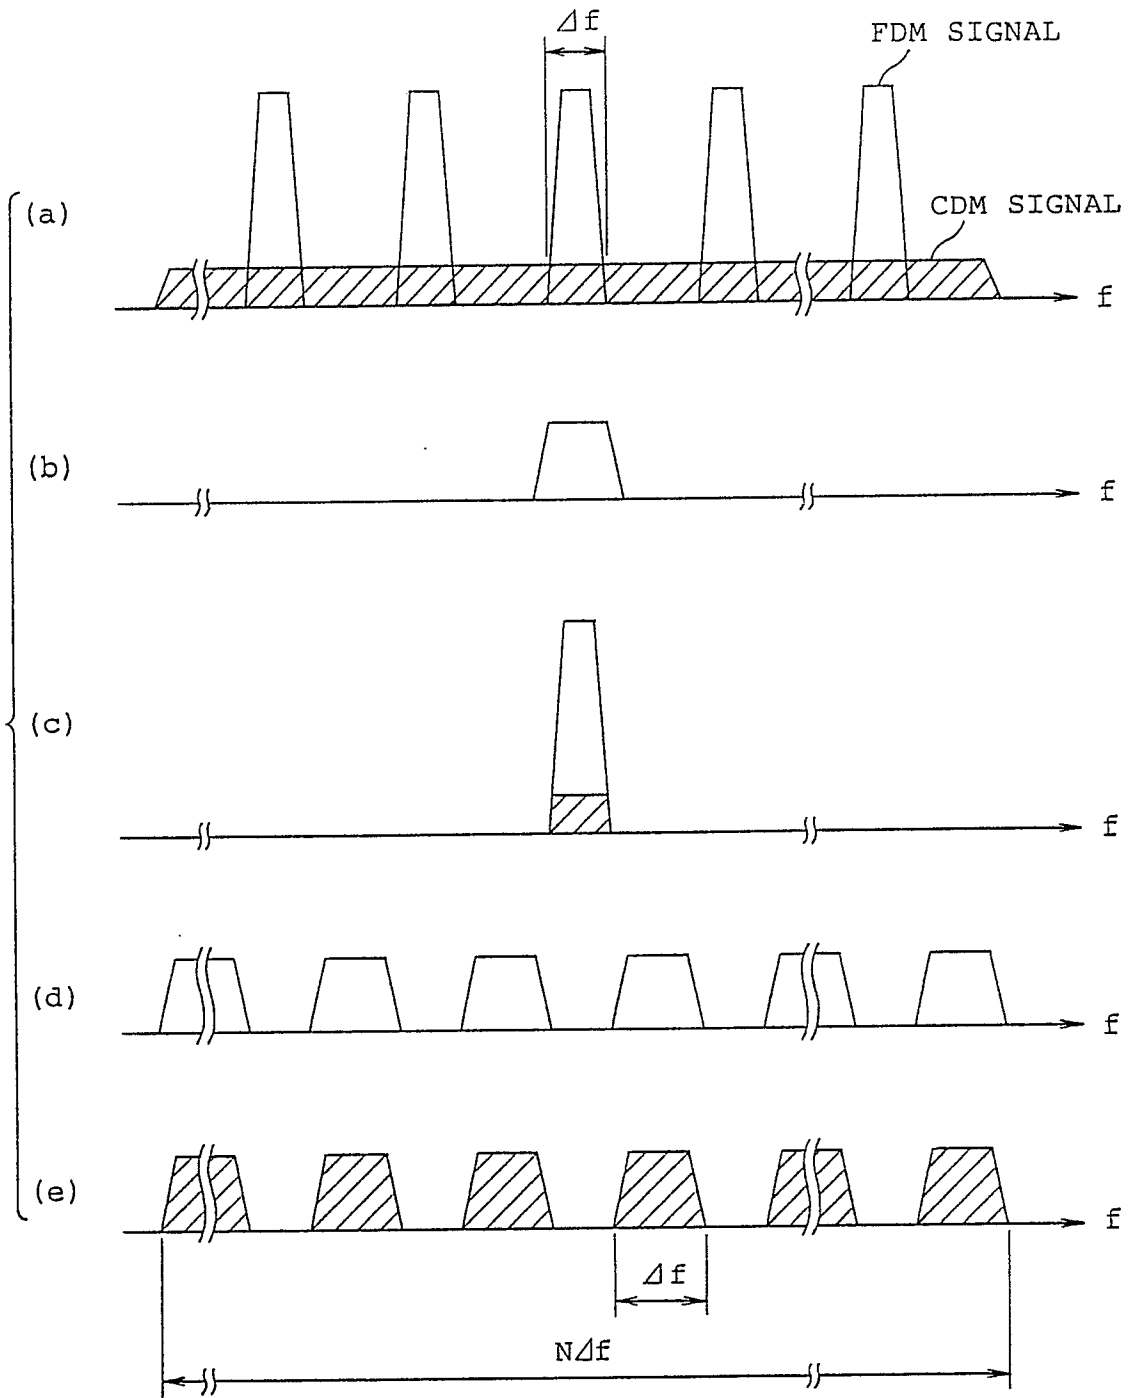 Δf
FDM SIGNAL
(a)
CDM SIGNAL
f
(b)
f
(c)
f
(d)
f
(e)
f
Δf
NΔf